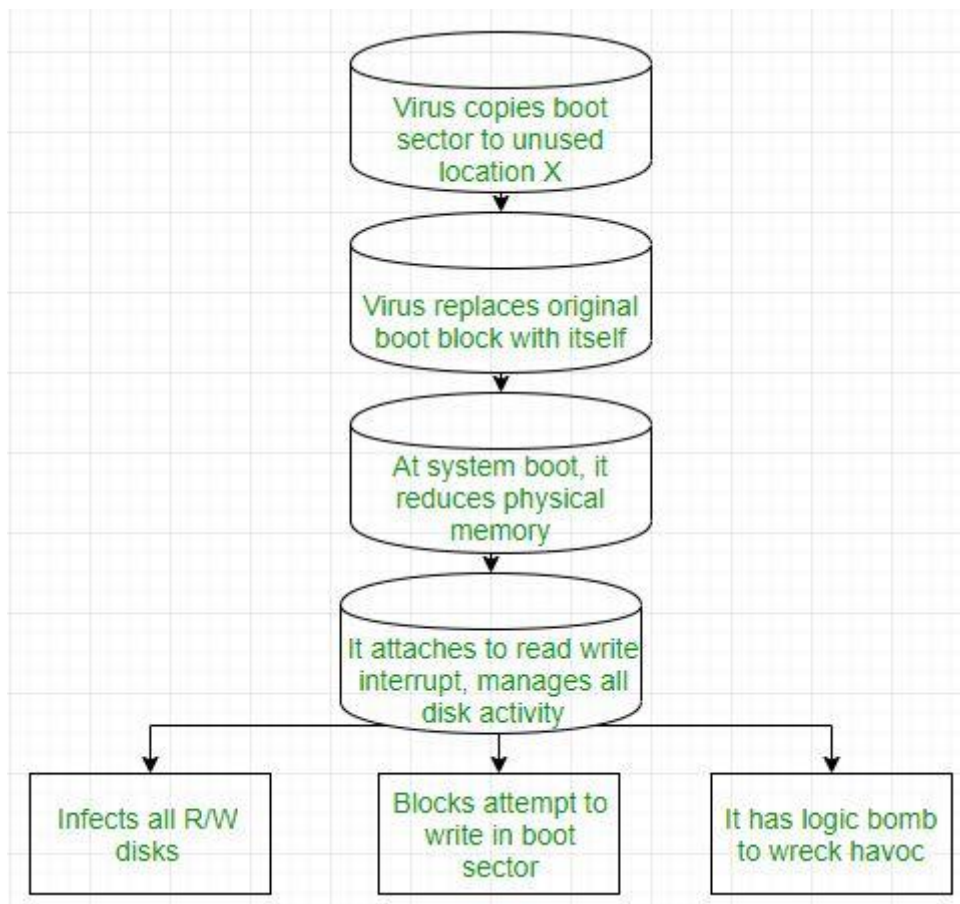 Virus copies boot
sector to unused
location X
Virus replaces original
boot block with itself
At system boot, it
reduces physical
memory
It attaches to read write
interrupt, manages all
disk activity
Infects all R/W
disks
Blocks attempt to
write in boot
sector
It has logic bomb
to wreck havoc